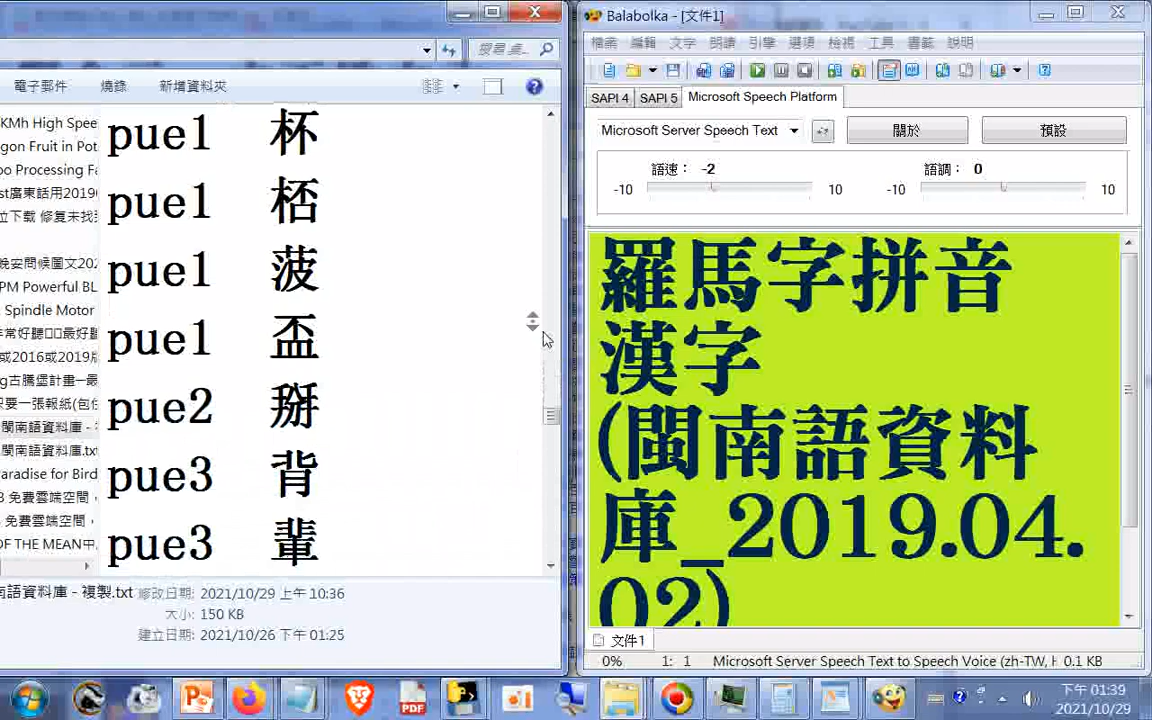 搜尋桌...
電子郵件 燒錄 新增資料夾
KMh High Spee
gon Fruit in Pot
oo Processing Fa
st廣東話用2019
位下载 修复未找
晚安問候圖文202
PM Powerful BL
Spindle Motor
或2016或2019版
g古騰堡計畫一最
只要一張報紙(包住
閩南語資料庫 -
閩南語資料庫.txt
aradise for Bird
3 免費雲端空間，
免費雲端空間，
OF THE MEAN中
pue1 杯
pue1 桮
pue1 菠
pue1 盃
pue2 掰
pue3 背
pue3 輩
南語資料庫 - 複製.txt 修改日期: 2021/10/29 上午 10:36
大小: 150 KB
建立日期: 2021/10/26 下午 01:25
Balabolka - [文件1]
檔案 編輯 文字 朗讀 引擎 選項 檢視 工具 書籤 說明
SAPI 4 SAPI 5 Microsoft Speech Platform
Microsoft Server Speech Text 關於 預設
語速： -2 語調： 0
-10 10 -10 10
羅馬字拼音
漢字
(閩南語資料
庫_2019.04.
02)
文件1
0% 1: 1 Microsoft Server Speech Text to Speech Voice (zh-TW, H 0.1 KB
PDF
下午 01:39
2021/10/29